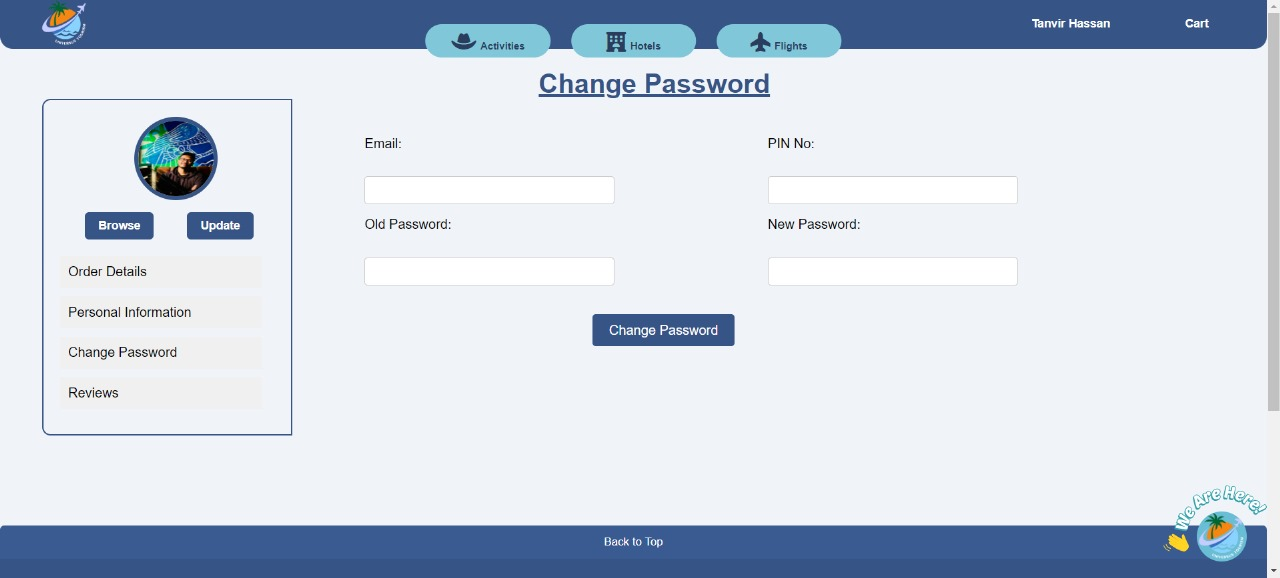 Tanvir Hassan
Cart
Activities
Hotels
Flights
Change Password
Email:
PIN No:
Old Password:
New Password:
Change Password
Browse
Update
Order Details
Personal Information
Change Password
Reviews
We Are Here!
Back to Top